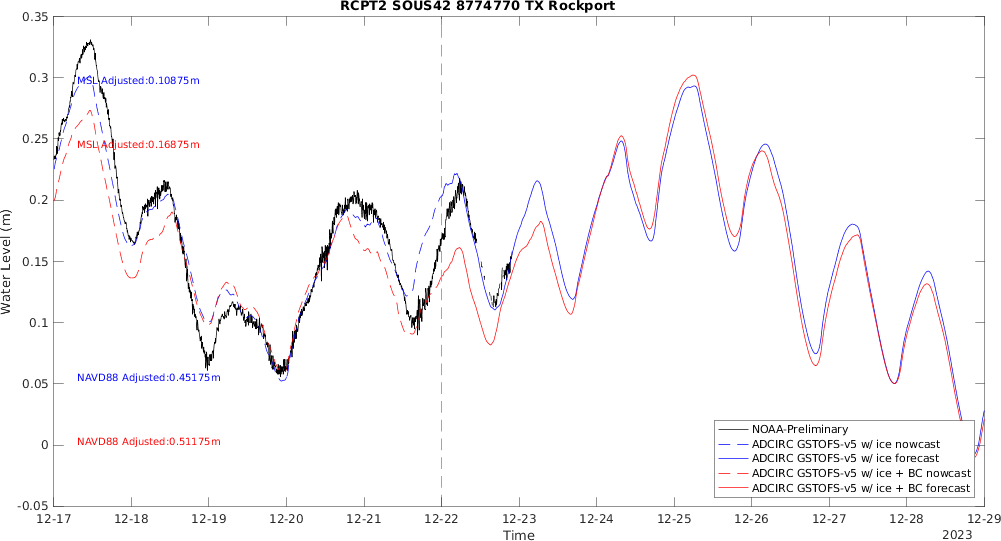 RCPT2 SOUS42 8774770 TX Rockport
0.35
0.3
0.25
0.2
0.15
0.1
0.05
0
-0.05
Water Level (m)
MSL Adjusted:0.10875m
MSL Adjusted:0.16875m
NAVD88 Adjusted:0.45175m
NAVD88 Adjusted:0.51175m
NOAA-Preliminary
ADCIRC GSTOFS-v5 w/ ice nowcast
ADCIRC GSTOFS-v5 w/ ice forecast
ADCIRC GSTOFS-v5 w/ ice + BC nowcast
ADCIRC GSTOFS-v5 w/ ice + BC forecast
12-17 12-18 12-19 12-20 12-21 12-22 12-23 12-24 12-25 12-26 12-27 12-28 12-29
Time
2023